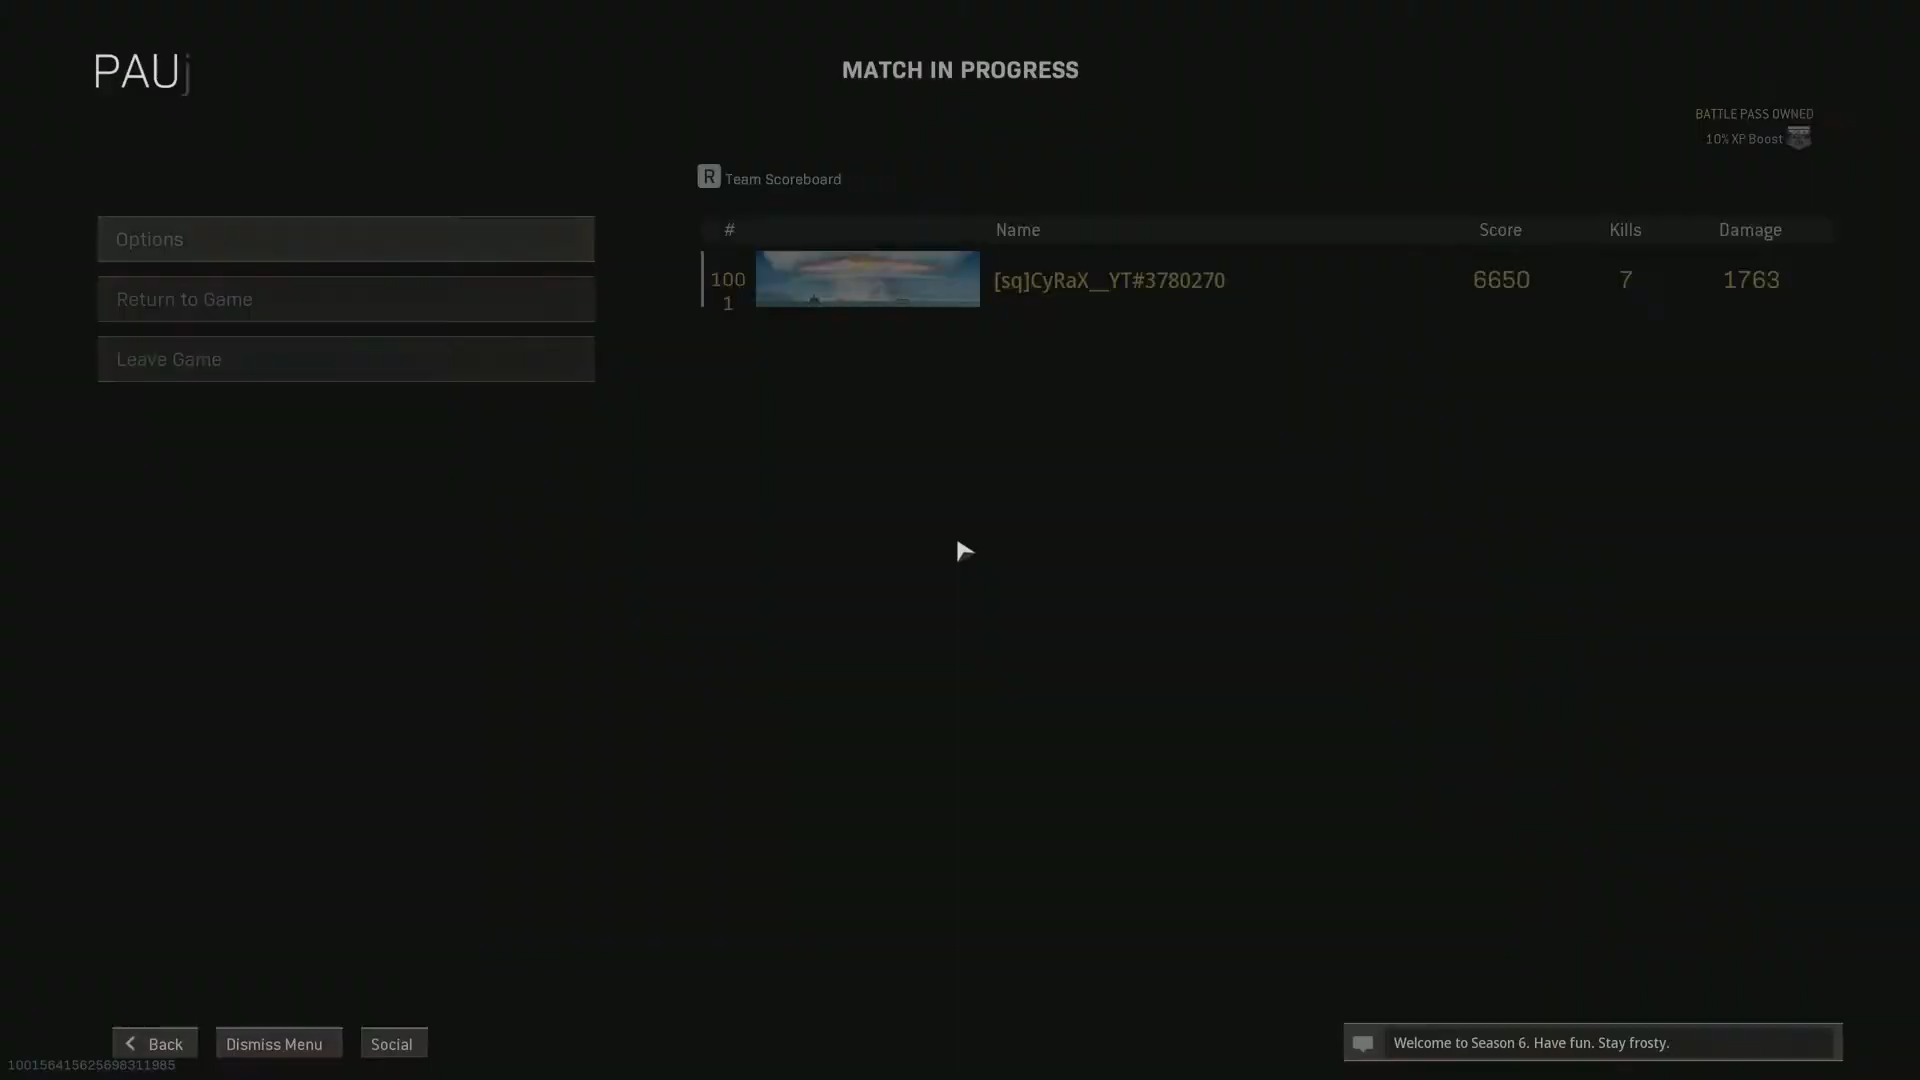 PAUj
MATCH IN PROGRESS
BATTLE PASS OWNED
10% XP Boost
R Team Scoreboard
# Name Score Kills Damage
100 [sq]CyRaX__YT#3780270 6650 7 1763
1
Options
Return to Game
Leave Game
Back Dismiss Menu Social
Welcome to Season 6. Have fun. Stay frosty.
100156415625698311985